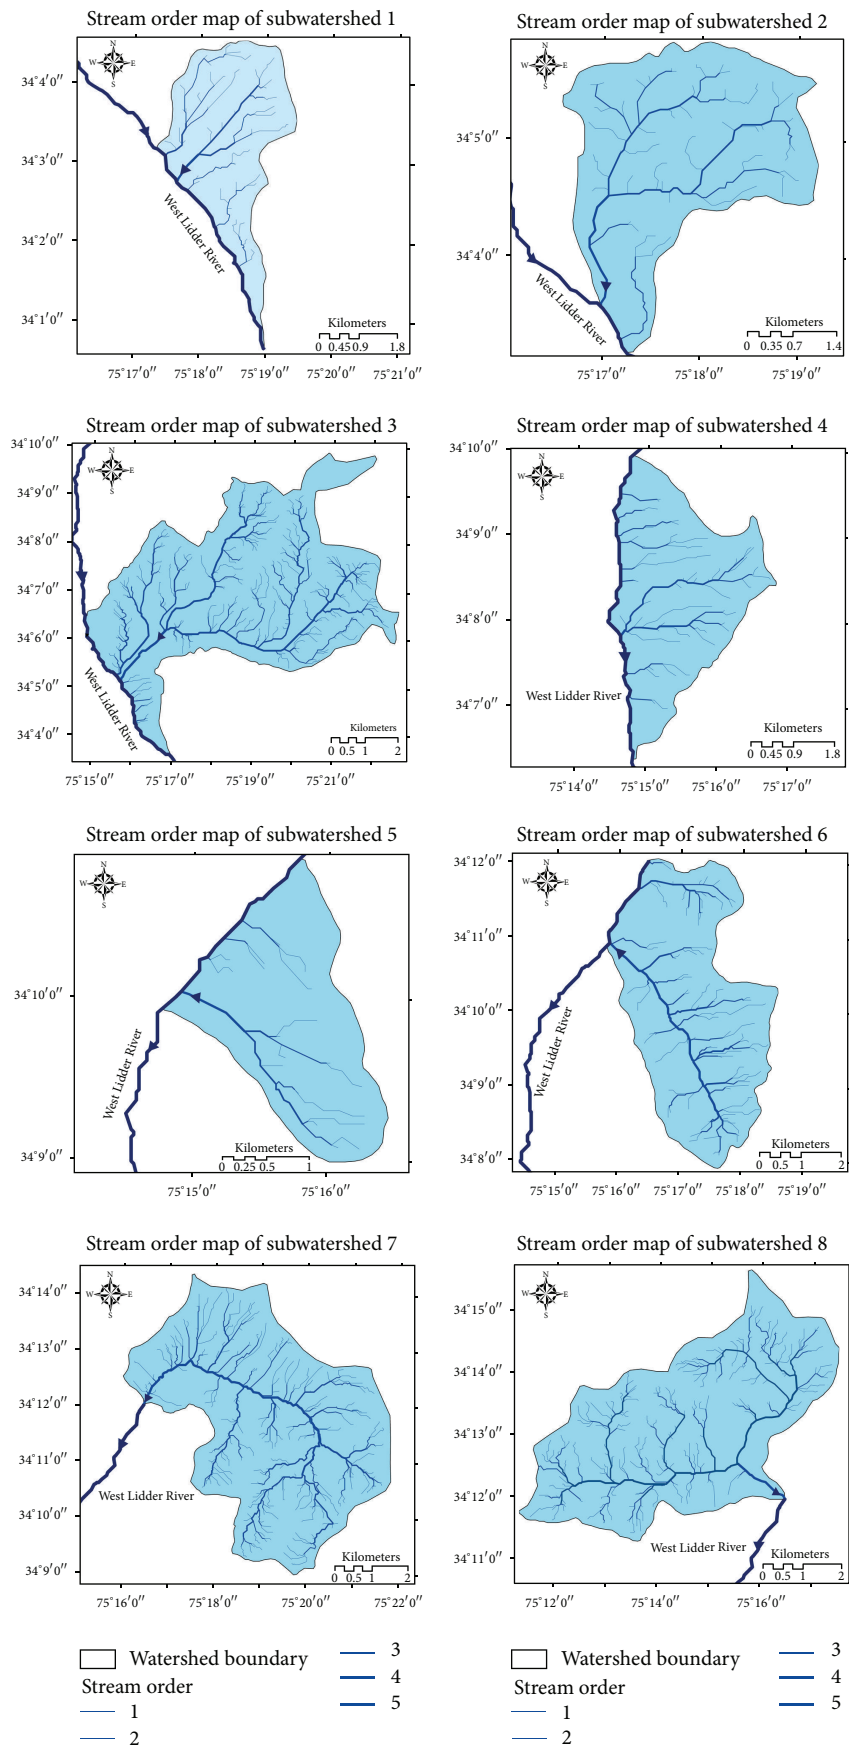 Stream order map of subwatershed 1
N
W E
S
34°4′0″
34°3′0″
34°2′0″
34°1′0″
West Lidder River
Kilometers
0 0.45 0.9 1.8
75°17′0″ 75°18′0″ 75°19′0″ 75°20′0″ 75°21′0″
Stream order map of subwatershed 2
N
W E
S
34°5′0″
34°4′0″
West Lidder River
Kilometers
0 0.35 0.7 1.4
75°17′0″ 75°18′0″ 75°19′0″
Stream order map of subwatershed 3
34°10′0″
N
W E
S
34°9′0″
34°8′0″
34°7′0″
34°6′0″
34°5′0″
34°4′0″
West Lidder River
Kilometers
0 0.5 1 2
75°15′0″ 75°17′0″ 75°19′0″ 75°21′0″
Stream order map of subwatershed 4
34°10′0″
N
W E
S
34°9′0″
34°8′0″
34°7′0″
West Lidder River
Kilometers
0 0.45 0.9 1.8
75°14′0″ 75°15′0″ 75°16′0″ 75°17′0″
Stream order map of subwatershed 5
N
W E
S
34°10′0″
34°9′0″
West Lidder River
Kilometers
0 0.25 0.5 1
75°15′0″ 75°16′0″
Stream order map of subwatershed 6
34°12′0″
N
W E
S
34°11′0″
34°10′0″
34°9′0″
34°8′0″
West Lidder River
Kilometers
0 0.5 1 2
75°15′0″ 75°16′0″ 75°17′0″ 75°18′0″ 75°19′0″
Stream order map of subwatershed 7
N
W E
S
34°14′0″
34°13′0″
34°12′0″
34°11′0″
34°10′0″
34°9′0″
West Lidder River
Kilometers
0 0.5 1 2
75°16′0″ 75°18′0″ 75°20′0″ 75°22′0″
Stream order map of subwatershed 8
N
W E
S
34°15′0″
34°14′0″
34°13′0″
34°12′0″
34°11′0″
West Lidder River
Kilometers
0 0.5 1 2
75°12′0″ 75°14′0″ 75°16′0″
Watershed boundary
Stream order
1
2
3
4
5
Watershed boundary
Stream order
1
2
3
4
5